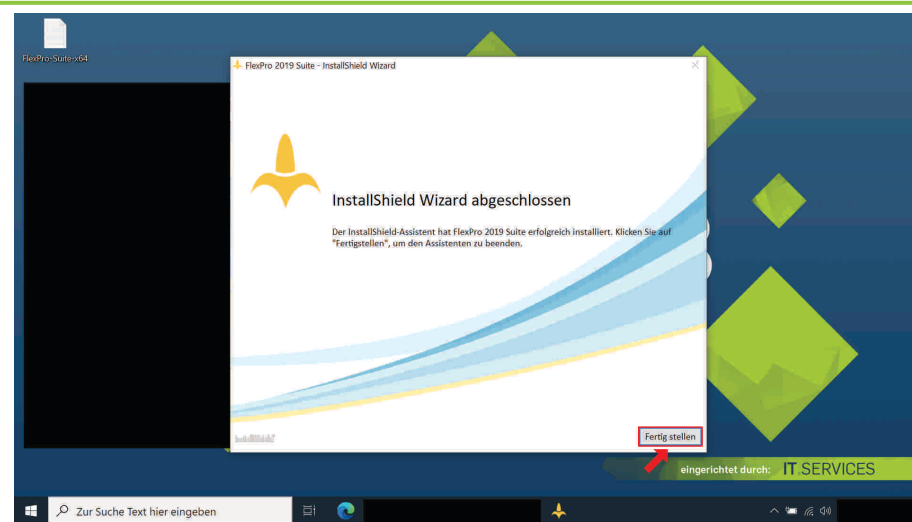 FlexPro-Suite-x64
FlexPro 2019 Suite - InstallShield Wizard
InstallShield Wizard abgeschlossen
Der InstallShield-Assistent hat FlexPro 2019 Suite erfolgreich installiert. Klicken Sie auf
"Fertigstellen", um den Assistenten zu beenden.
InstallShield
Fertig stellen
eingerichtet durch: IT.SERVICES
Zur Suche Text hier eingeben